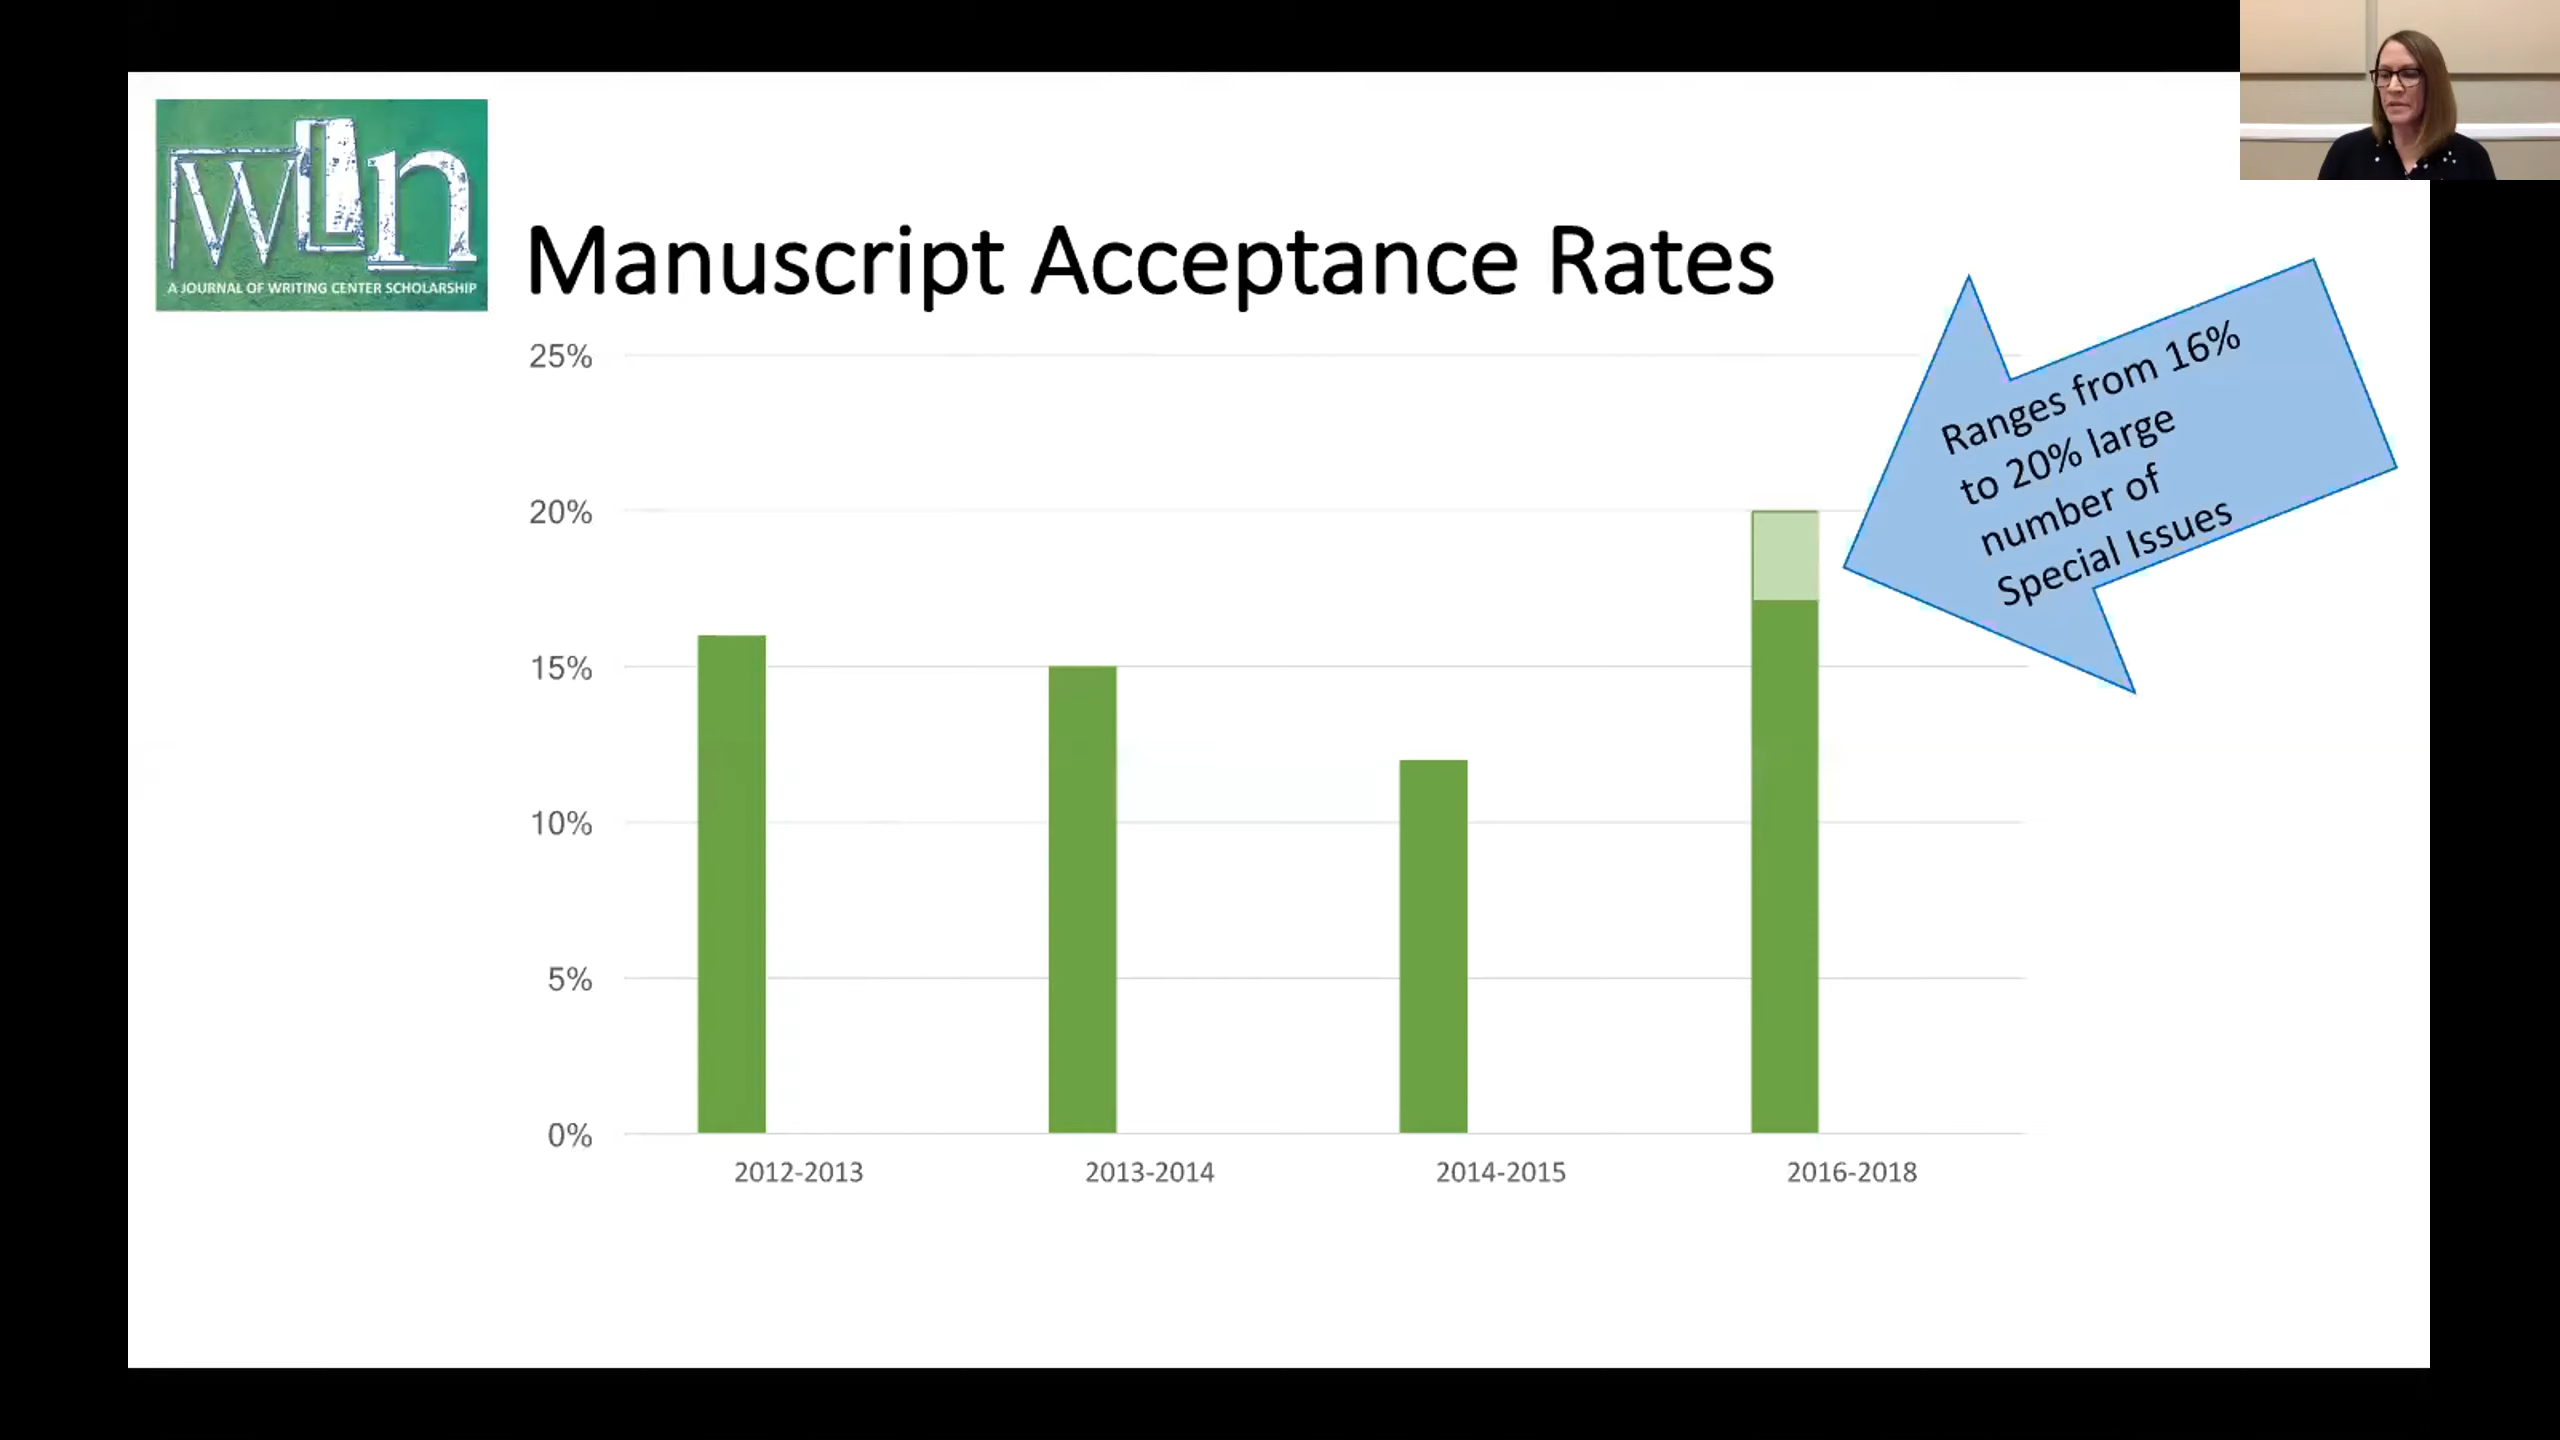 wLn
A JOURNAL OF WRITING CENTER SCHOLARSHIP
Manuscript Acceptance Rates
25%
20%
15%
10%
5%
0%
2012-2013
2013-2014
2014-2015
2016-2018
Ranges from 16%
to 20% large
number of
Special Issues